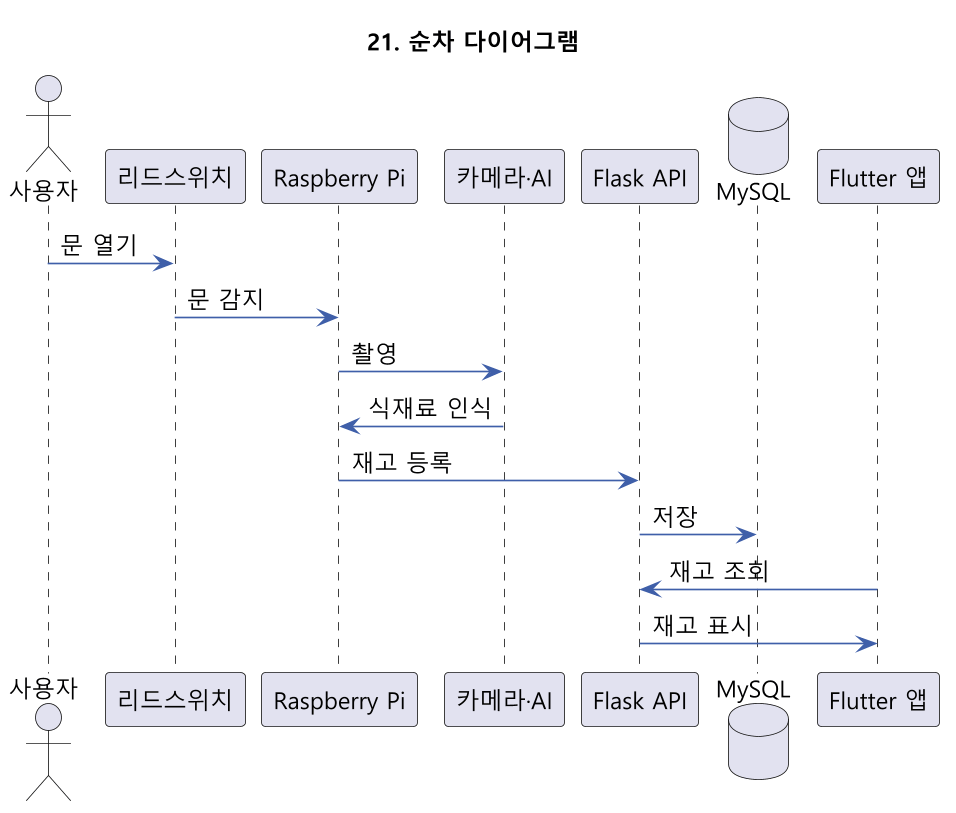 21. 순차 다이어그램
사용자
리드스위치
Raspberry Pi
카메라·AI
Flask API
MySQL
Flutter 앱
문 열기
문 감지
촬영
식재료 인식
재고 등록
저장
재고 조회
재고 표시
사용자
리드스위치
Raspberry Pi
카메라·AI
Flask API
MySQL
Flutter 앱